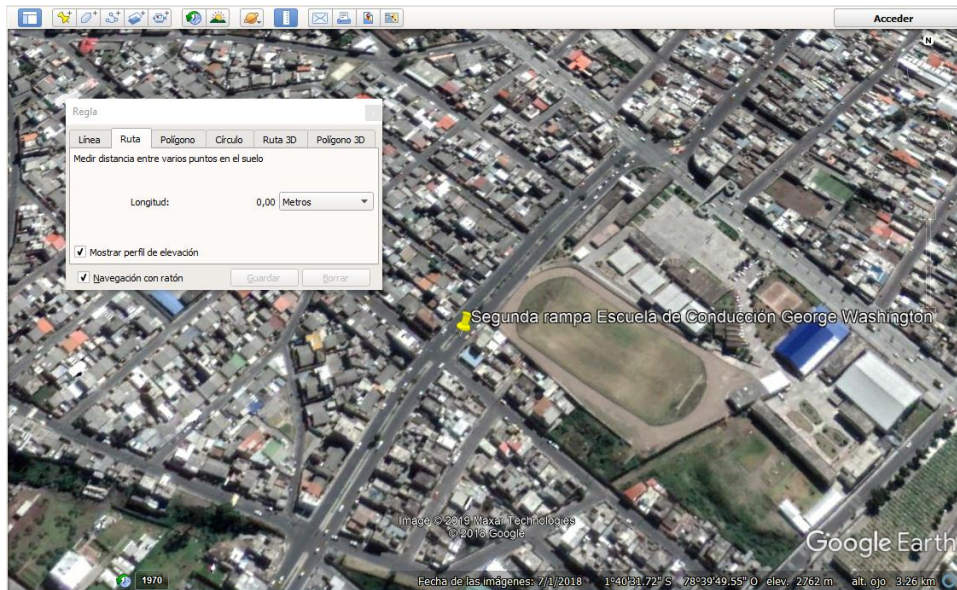 Acceder
N
Regla
Línea Ruta Polígono Círculo Ruta 3D Polígono 3D
Medir distancia entre varios puntos en el suelo
Longitud: 0,00 Metros
Mostrar perfil de elevación
Navegación con ratón Guardar Borrar
Segunda rampa Escuela de Conducción George Washington
Image © 2019 Maxar Technologies
© 2018 Google
Google Earth
1970 Fecha de las imágenes: 7/1/2018 1°40'31.72" S 78°39'49.55" O elev. 2762 m alt. ojo 3.26 km